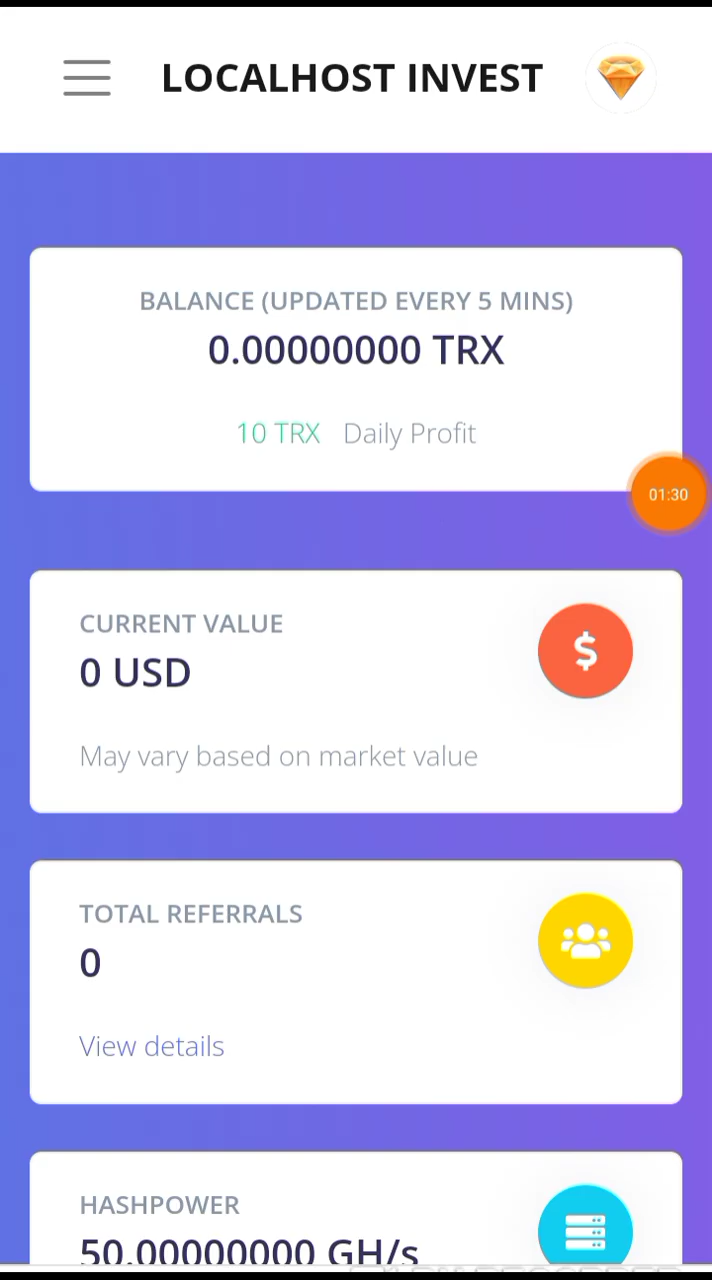 LOCALHOST INVEST
BALANCE (UPDATED EVERY 5 MINS)
0.00000000 TRX
10 TRX Daily Profit
01:30
CURRENT VALUE
0 USD
May vary based on market value
TOTAL REFERRALS
0
View details
HASHPOWER
50.00000000 GH/s